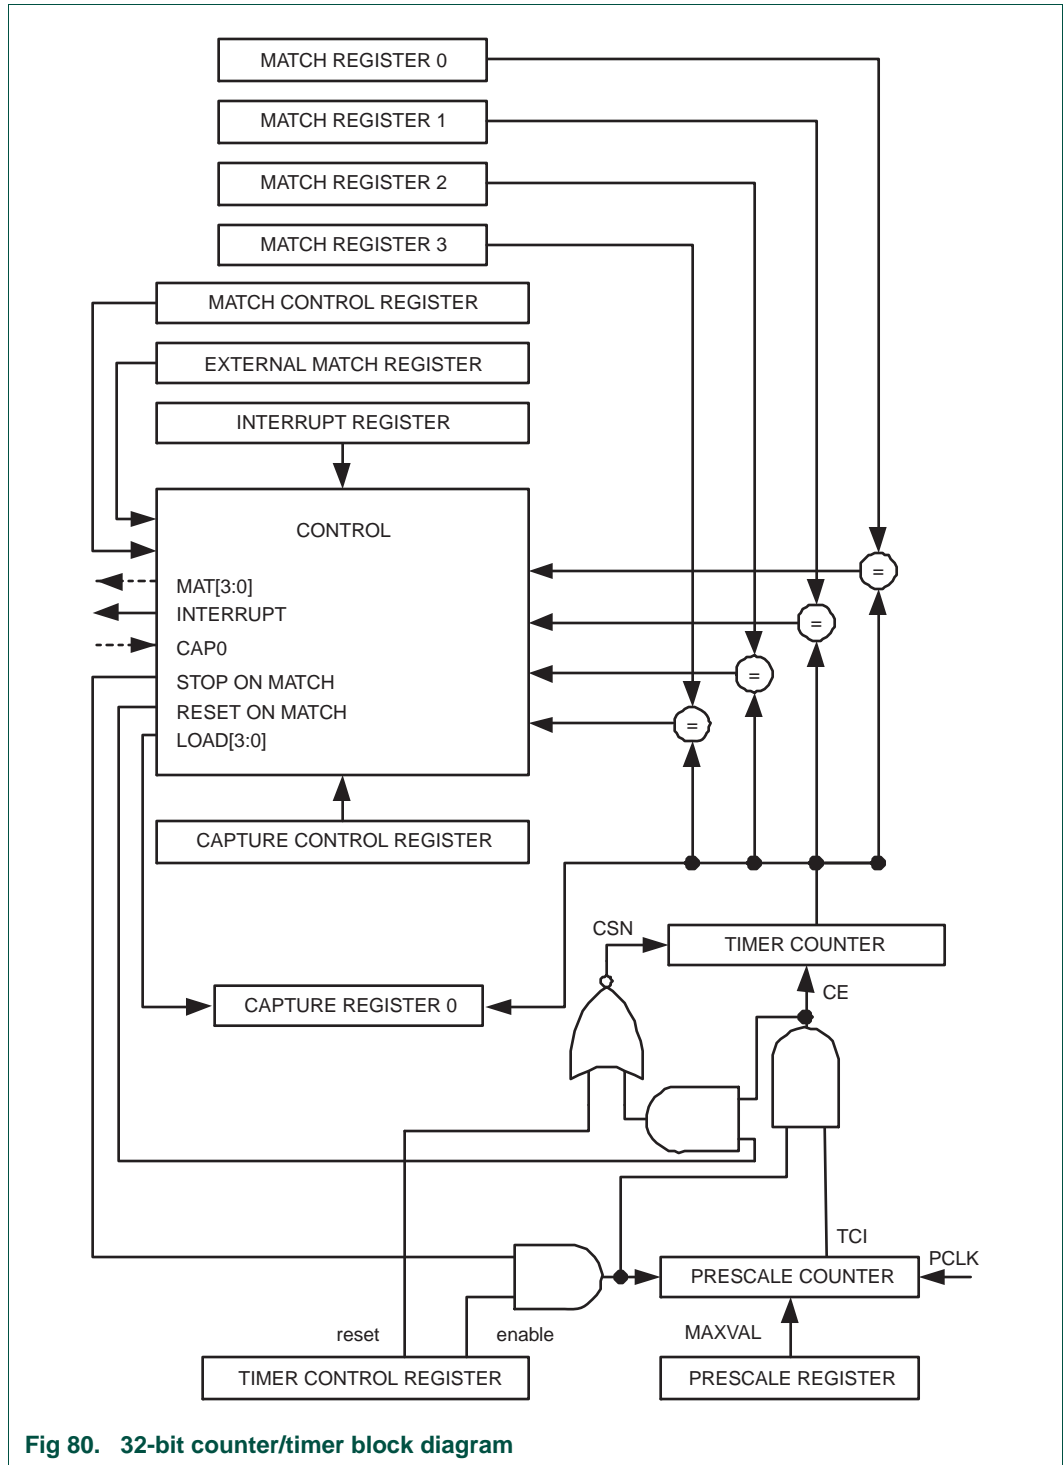 MATCH REGISTER 0
MATCH REGISTER 1
MATCH REGISTER 2
MATCH REGISTER 3
MATCH CONTROL REGISTER
EXTERNAL MATCH REGISTER
INTERRUPT REGISTER
CONTROL
=
=
=
=
MAT[3:0]
INTERRUPT
CAP0
STOP ON MATCH
RESET ON MATCH
LOAD[3:0]
CAPTURE CONTROL REGISTER
CSN
TIMER COUNTER
CE
CAPTURE REGISTER 0
TCI
PCLK
PRESCALE COUNTER
reset
enable
MAXVAL
TIMER CONTROL REGISTER
PRESCALE REGISTER
Fig 80. 32-bit counter/timer block diagram